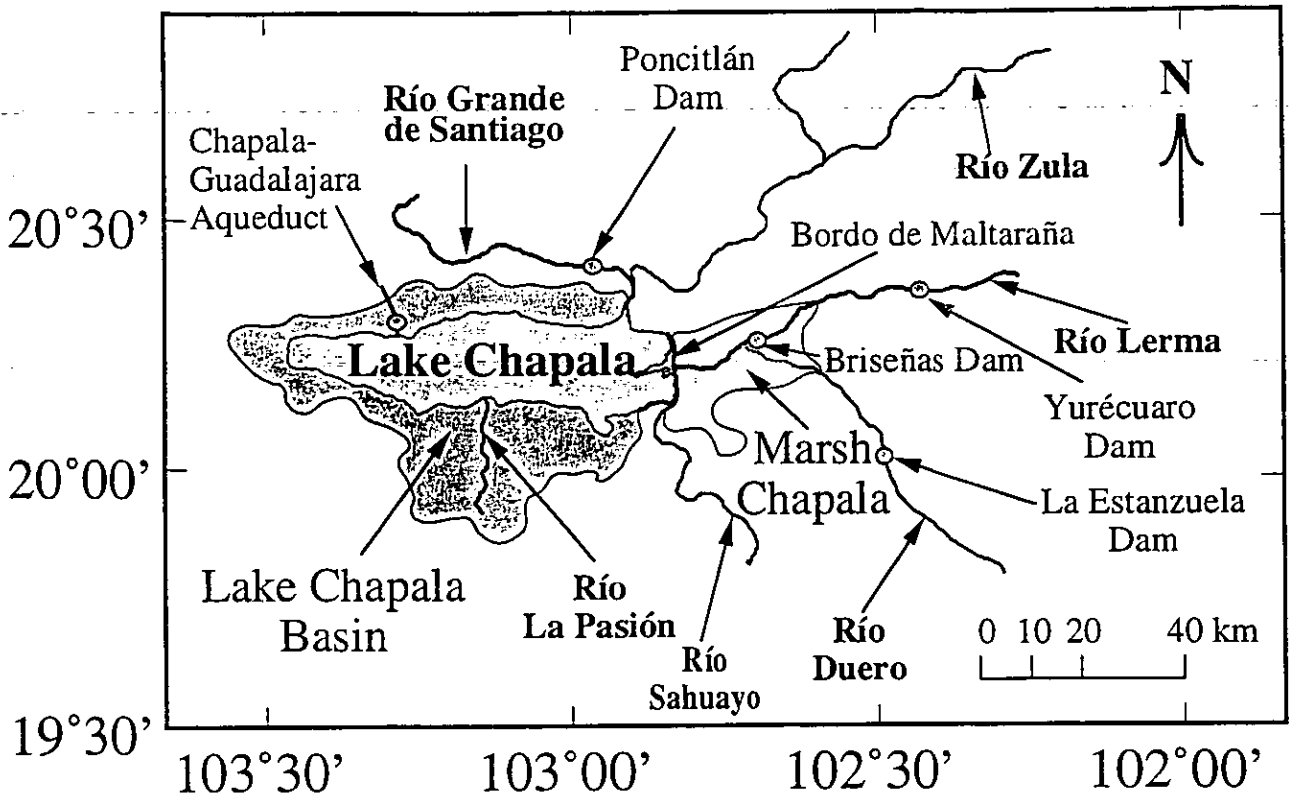 Poncitlán
Dam
Río Grande
de Santiago
N
Chapala-
Guadalajara
Aqueduct
Río Zula
20°30'
Bordo de Maltaraña
Lake Chapala
Briseñas Dam
Río Lerma
Yurécuaro
Dam
Marsh
Chapala
20°00'
La Estanzuela
Dam
Lake Chapala
Basin
Río
La Pasión
Río
Sahuayo
Río
Duero
0 10 20 40 km
19°30'
103°30' 103°00' 102°30' 102°00'